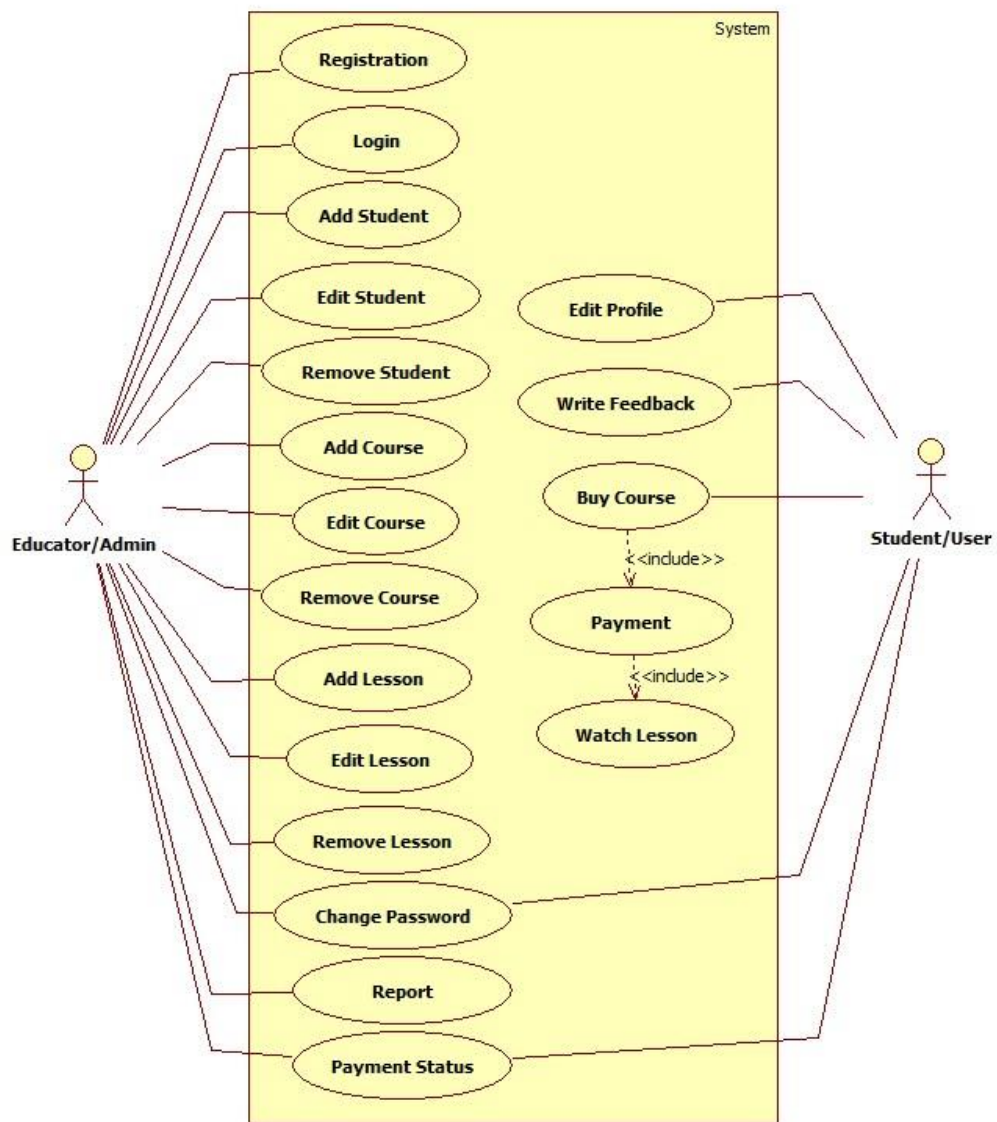 System
Registration
Login
Add Student
Edit Student
Edit Profile
Remove Student
Write Feedback
Add Course
Buy Course
Edit Course
Educator/Admin
Student/User
<<include>>
Remove Course
Payment
Add Lesson
<<include>>
Watch Lesson
Edit Lesson
Remove Lesson
Change Password
Report
Payment Status